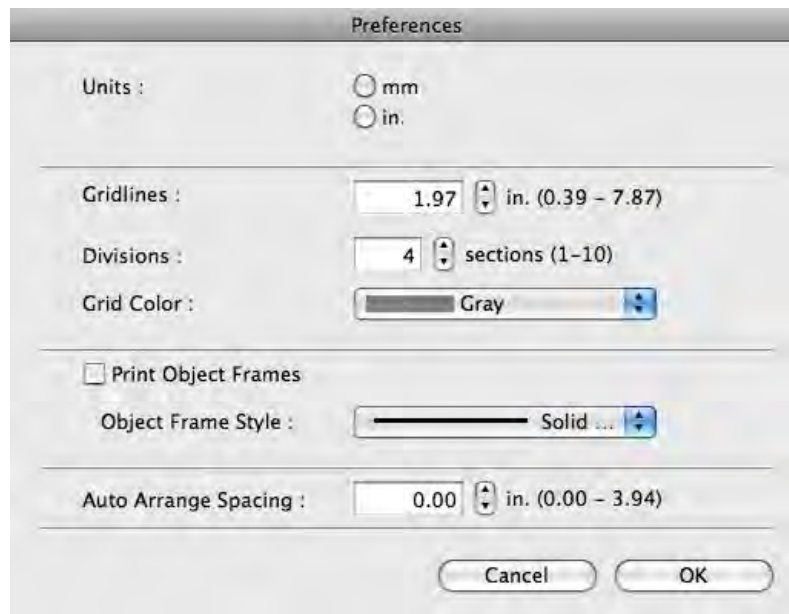 Preferences
Units :
mm
in.
Gridlines :
1.97 in. (0.39 – 7.87)
Divisions :
4 sections (1–10)
Grid Color :
Gray
Print Object Frames
Object Frame Style :
Solid ...
Auto Arrange Spacing :
0.00 in. (0.00 – 3.94)
Cancel
OK